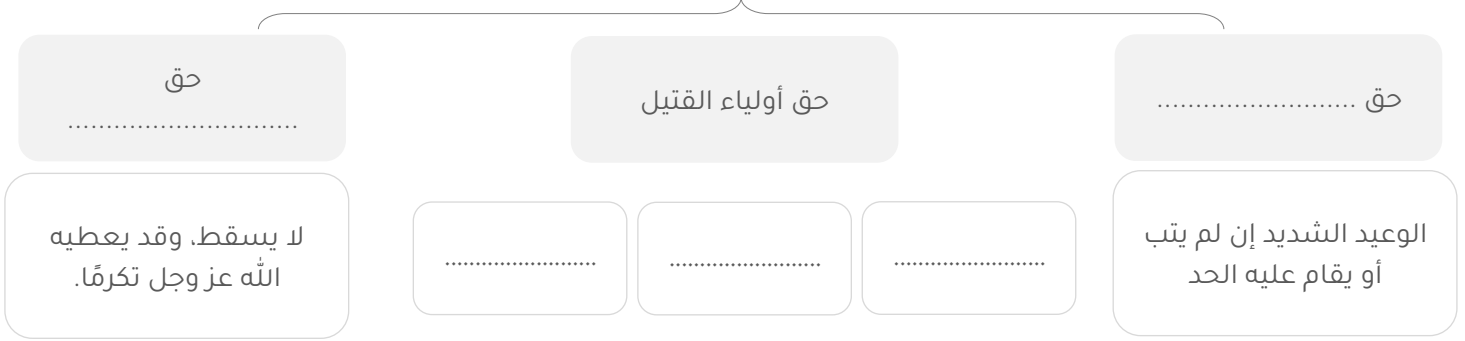 حق ..........................
الوعيد الشديد إن لم يتب
أو يقام عليه الحد
حق أولياء القتيل
.........................
.........................
.........................
حق
..............................
لا يسقط، وقد يعطيه
الله عز وجل تكرمًا.